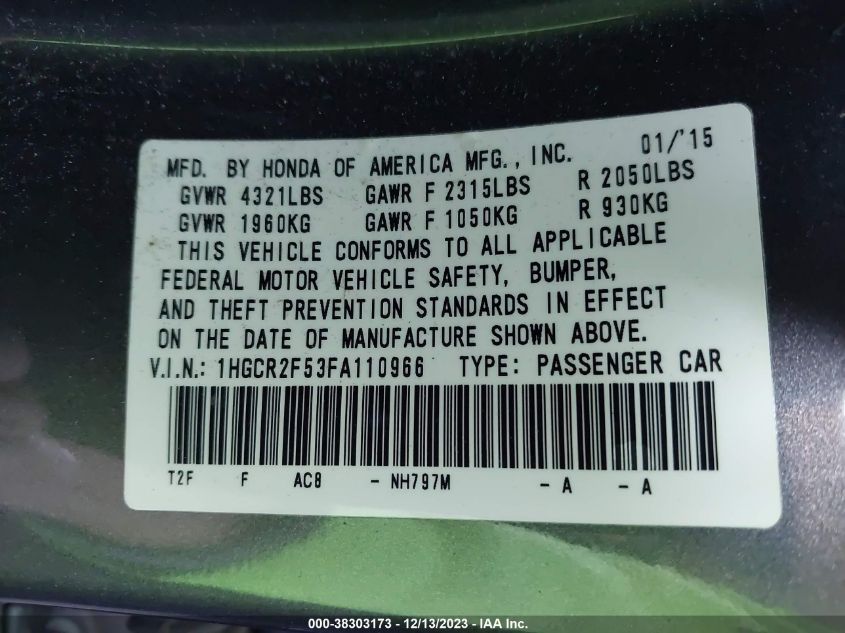 MFD. BY HONDA OF AMERICA MFG., INC. 01/'15
GVWR 4321LBS GAWR F 2315LBS R 2050LBS
GVWR 1960KG GAWR F 1050KG R 930KG
THIS VEHICLE CONFORMS TO ALL APPLICABLE
FEDERAL MOTOR VEHICLE SAFETY, BUMPER,
AND THEFT PREVENTION STANDARDS IN EFFECT
ON THE DATE OF MANUFACTURE SHOWN ABOVE.
V.I.N.: 1HGCR2F53FA110966 TYPE: PASSENGER CAR
T2F F AC8 - NH797M - A - A
000-38303173 - 12/13/2023 - IAA Inc.